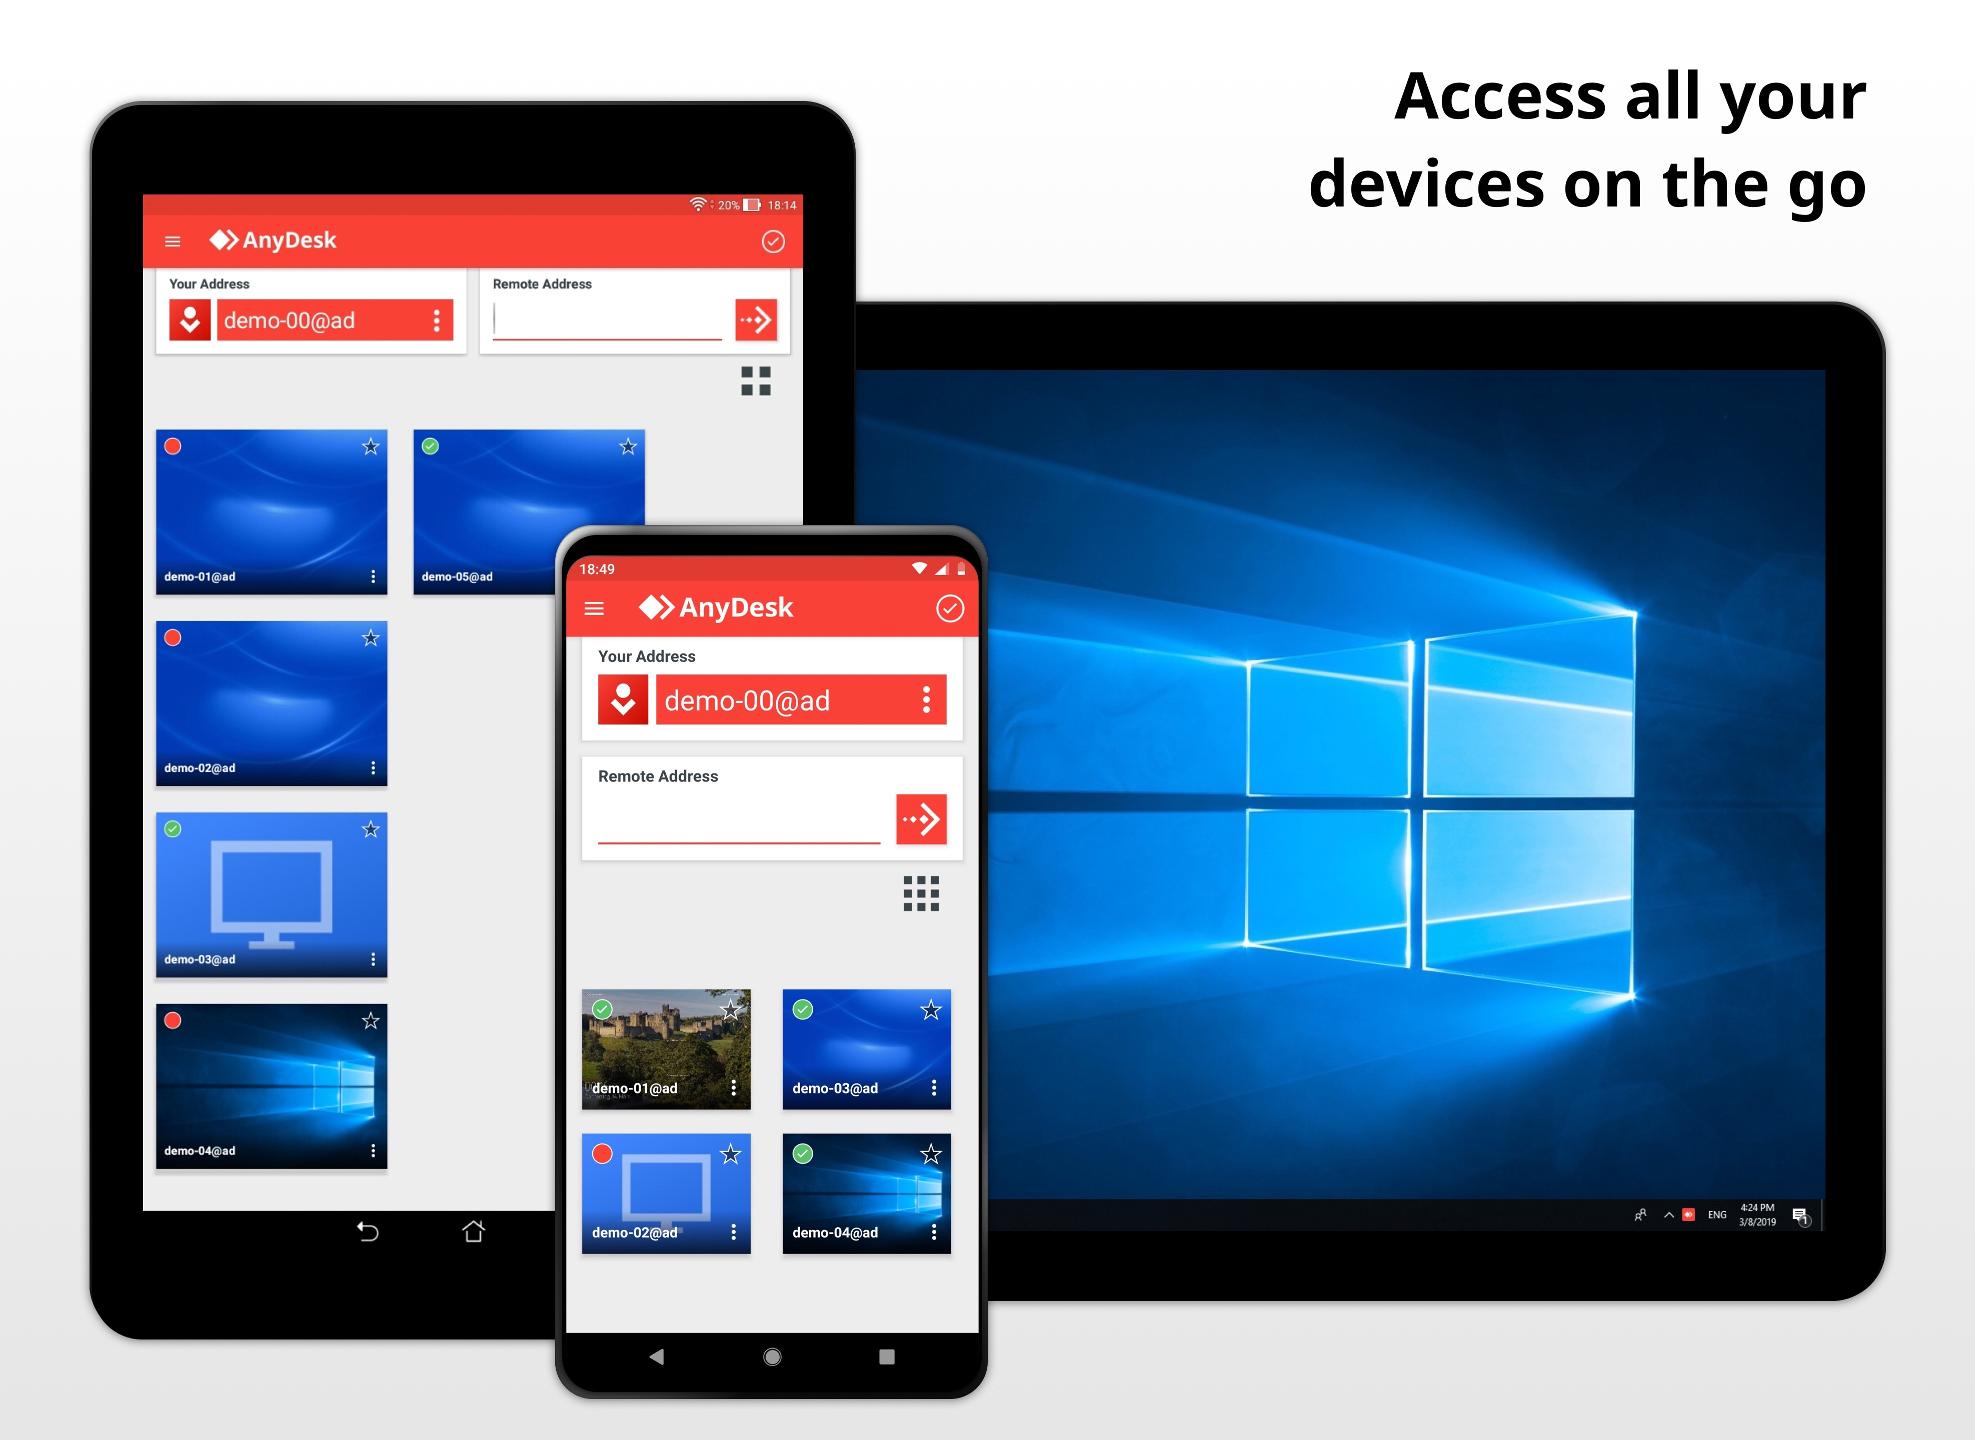 Access all your
devices on the go
20% 18:14
AnyDesk
Your Address
demo-00@ad
Remote Address
demo-01@ad
demo-05@ad
demo-02@ad
demo-03@ad
demo-04@ad
18:49
AnyDesk
Your Address
demo-00@ad
Remote Address
demo-01@ad
demo-03@ad
demo-02@ad
demo-04@ad
ENG
4:24 PM
3/8/2019
1